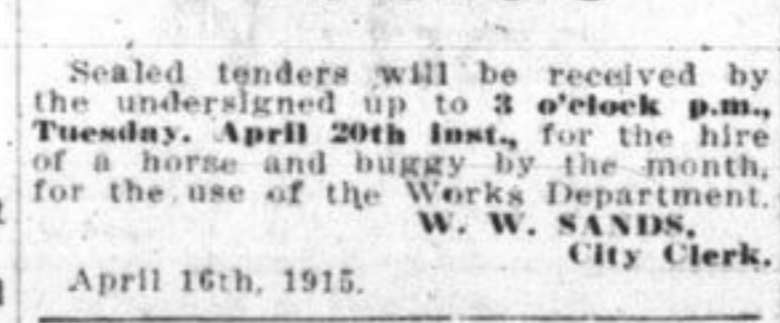 Sealed tenders will be received by
the undersigned up to 3 o'clock p.m.,
Tuesday. April 20th inst., for the hire
of a horse and buggy by the month,
for the use of the Works Department.
W. W. SANDS.
City Clerk.
April 16th, 1915.